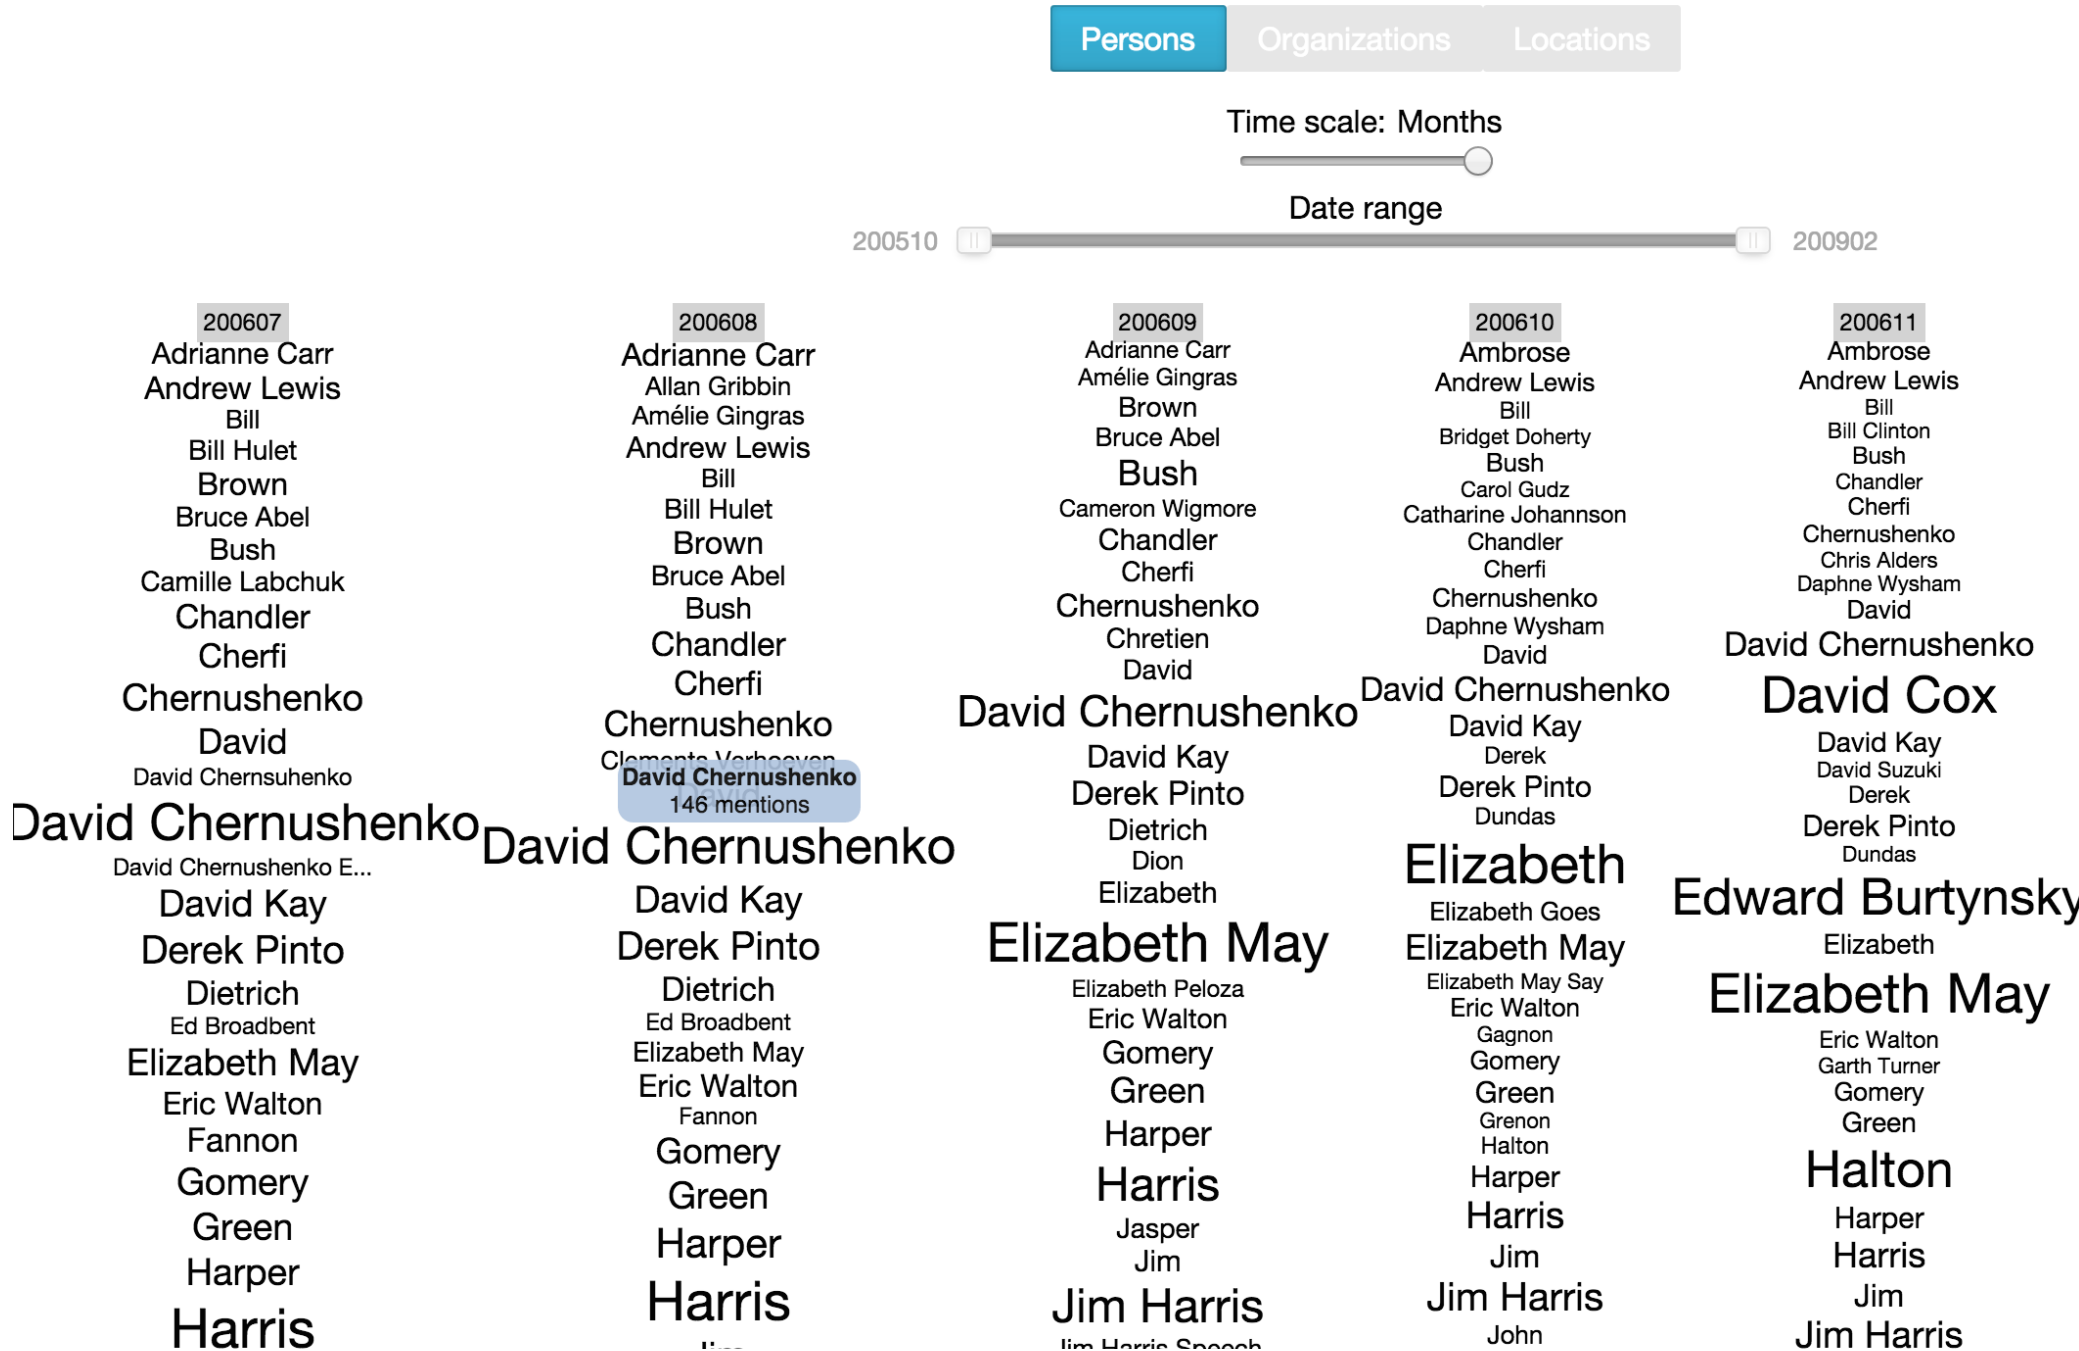 Persons Organizations Locations
Time scale: Months
Date range
200510 200902
200607
Adrianne Carr
Andrew Lewis
Bill
Bill Hulet
Brown
Bruce Abel
Bush
Camille Labchuk
Chandler
Cherfi
Chernushenko
David
David Chernsuhenko
David Chernushenko
David Chernushenko E...
David Kay
Derek Pinto
Dietrich
Ed Broadbent
Elizabeth May
Eric Walton
Fannon
Gomery
Green
Harper
Harris
200608
Adrianne Carr
Allan Gribbin
Amélie Gingras
Andrew Lewis
Bill
Bill Hulet
Brown
Bruce Abel
Bush
Chandler
Cherfi
Chernushenko
Clements Verhoeven
David Chernushenko
David
146 mentions
David Chernushenko
David Kay
Derek Pinto
Dietrich
Ed Broadbent
Elizabeth May
Eric Walton
Fannon
Gomery
Green
Harper
Harris
Jim
200609
Adrianne Carr
Amélie Gingras
Brown
Bruce Abel
Bush
Cameron Wigmore
Chandler
Cherfi
Chernushenko
Chretien
David
David Chernushenko
David Kay
Derek Pinto
Dietrich
Dion
Elizabeth
Elizabeth May
Elizabeth Peloza
Eric Walton
Gomery
Green
Harper
Harris
Jasper
Jim
Jim Harris
Jim Harris Speech
200610
Ambrose
Andrew Lewis
Bill
Bridget Doherty
Bush
Carol Gudz
Catharine Johannson
Chandler
Cherfi
Chernushenko
Daphne Wysham
David
David Chernushenko
David Kay
Derek
Derek Pinto
Dundas
Elizabeth
Elizabeth Goes
Elizabeth May
Elizabeth May Say
Eric Walton
Gagnon
Gomery
Green
Grenon
Halton
Harper
Harris
Jim
Jim Harris
John
200611
Ambrose
Andrew Lewis
Bill
Bill Clinton
Bush
Chandler
Cherfi
Chernushenko
Chris Alders
Daphne Wysham
David
David Chernushenko
David Cox
David Kay
David Suzuki
Derek
Derek Pinto
Dundas
Edward Burtynsky
Elizabeth
Elizabeth May
Eric Walton
Garth Turner
Gomery
Green
Halton
Harper
Harris
Jim
Jim Harris